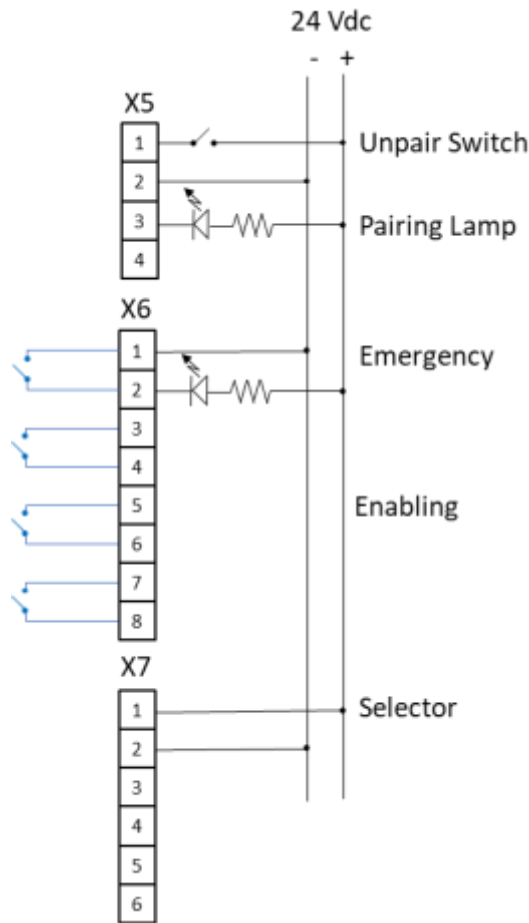 24 Vdc
- +
X5
1 Unpair Switch
2
3 Pairing Lamp
4
X6
1 Emergency
2
3
4
5 Enabling
6
7
8
X7
1 Selector
2
3
4
5
6